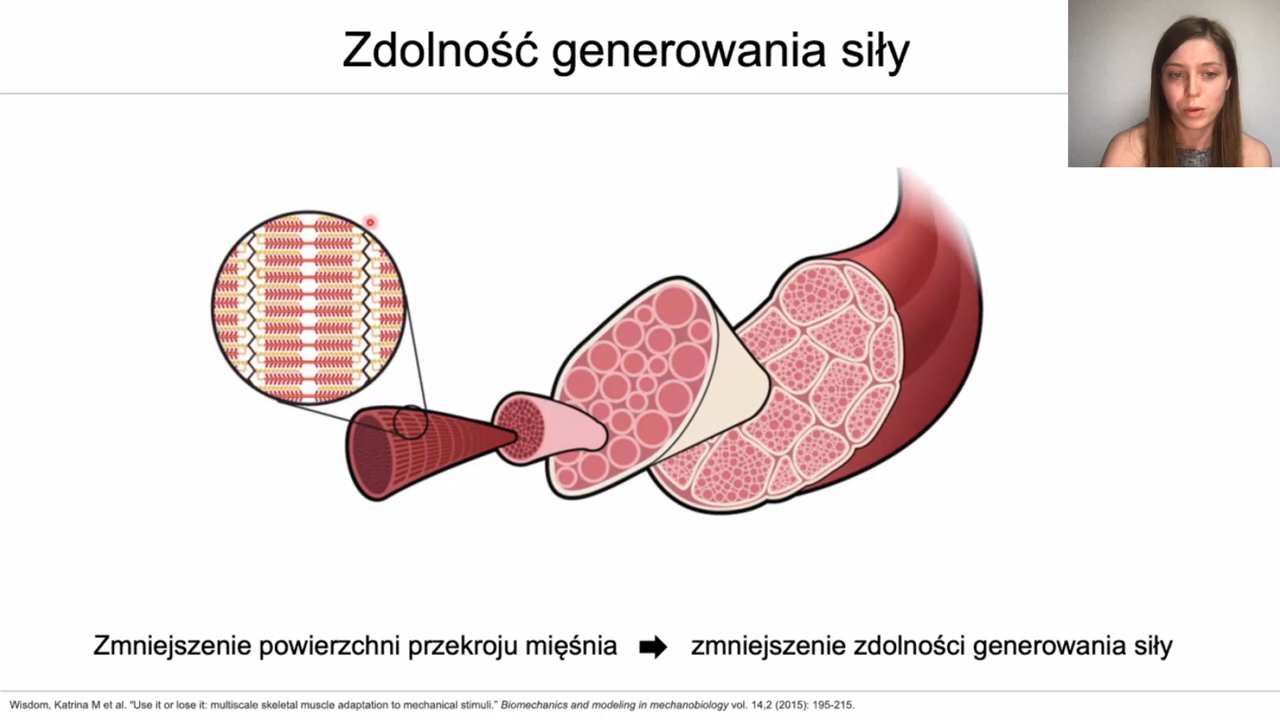 Zdolność generowania siły
Zmniejszenie powierzchni przekroju mięśnia ➡ zmniejszenie zdolności generowania siły
Wisdom, Katrina M et al. “Use it or lose it: multiscale skeletal muscle adaptation to mechanical stimuli.” Biomechanics and modeling in mechanobiology vol. 14,2 (2015): 195-215.